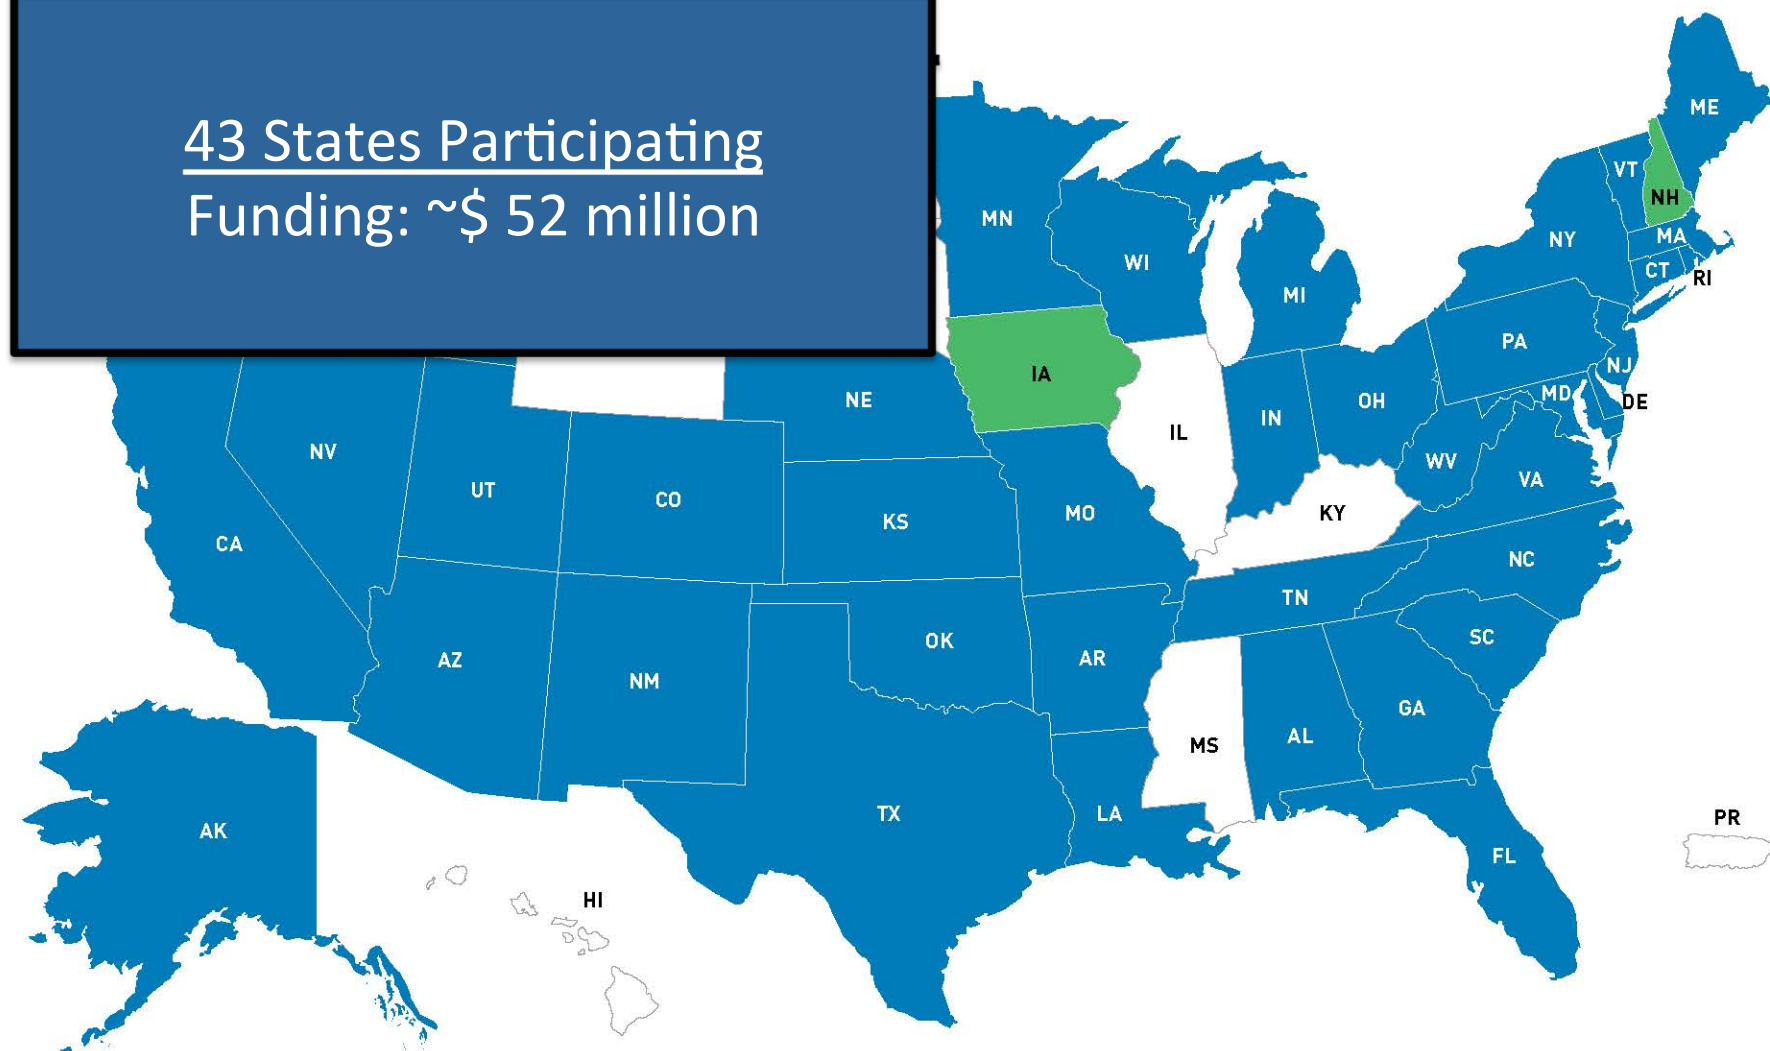 43 States Participating
Funding: ~$ 52 million
ME
VT
NH
MN
NY
MA
WI
CT
RI
MI
PA
NJ
IA
MD
DE
NE
OH
IN
IL
NV
WV
VA
UT
CO
KS
MO
KY
CA
NC
TN
OK
SC
AR
AZ
NM
GA
AL
MS
TX
LA
PR
AK
FL
HI